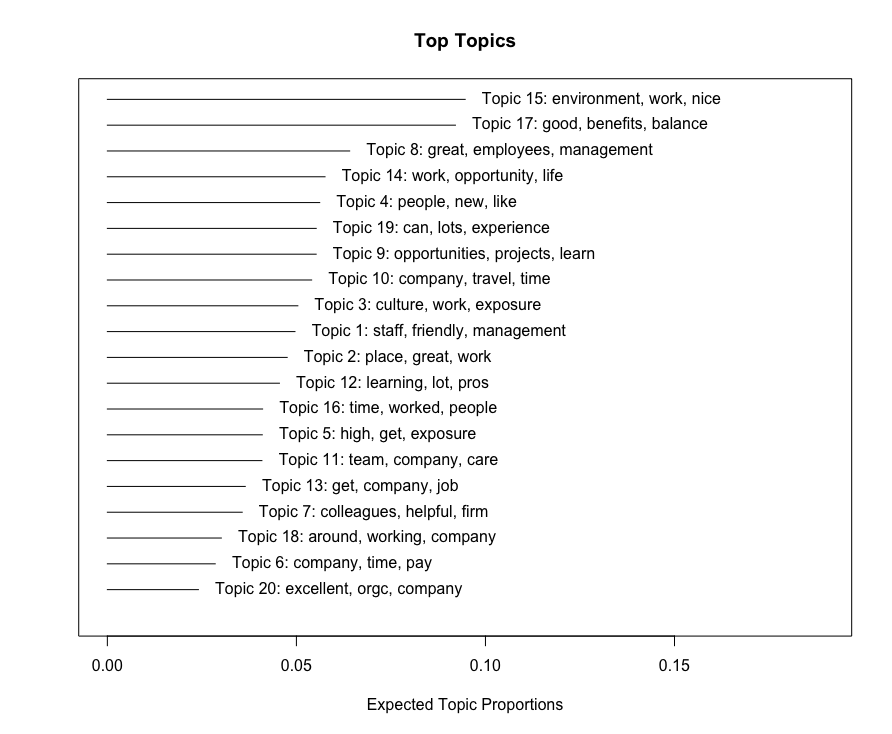 Top Topics
Topic 15: environment, work, nice
Topic 17: good, benefits, balance
Topic 8: great, employees, management
Topic 14: work, opportunity, life
Topic 4: people, new, like
Topic 19: can, lots, experience
Topic 9: opportunities, projects, learn
Topic 10: company, travel, time
Topic 3: culture, work, exposure
Topic 1: staff, friendly, management
Topic 2: place, great, work
Topic 12: learning, lot, pros
Topic 16: time, worked, people
Topic 5: high, get, exposure
Topic 11: team, company, care
Topic 13: get, company, job
Topic 7: colleagues, helpful, firm
Topic 18: around, working, company
Topic 6: company, time, pay
Topic 20: excellent, orgc, company
0.00 0.05 0.10 0.15
Expected Topic Proportions